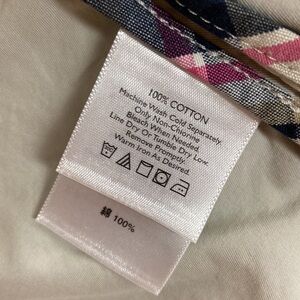 100% COTTON
Machine Wash Cold Separately.
Only Non-Chlorine
Bleach When Needed.
Line Dry Or Tumble Dry Low.
Remove Promptly.
Warm Iron As Desired.
綿 100%